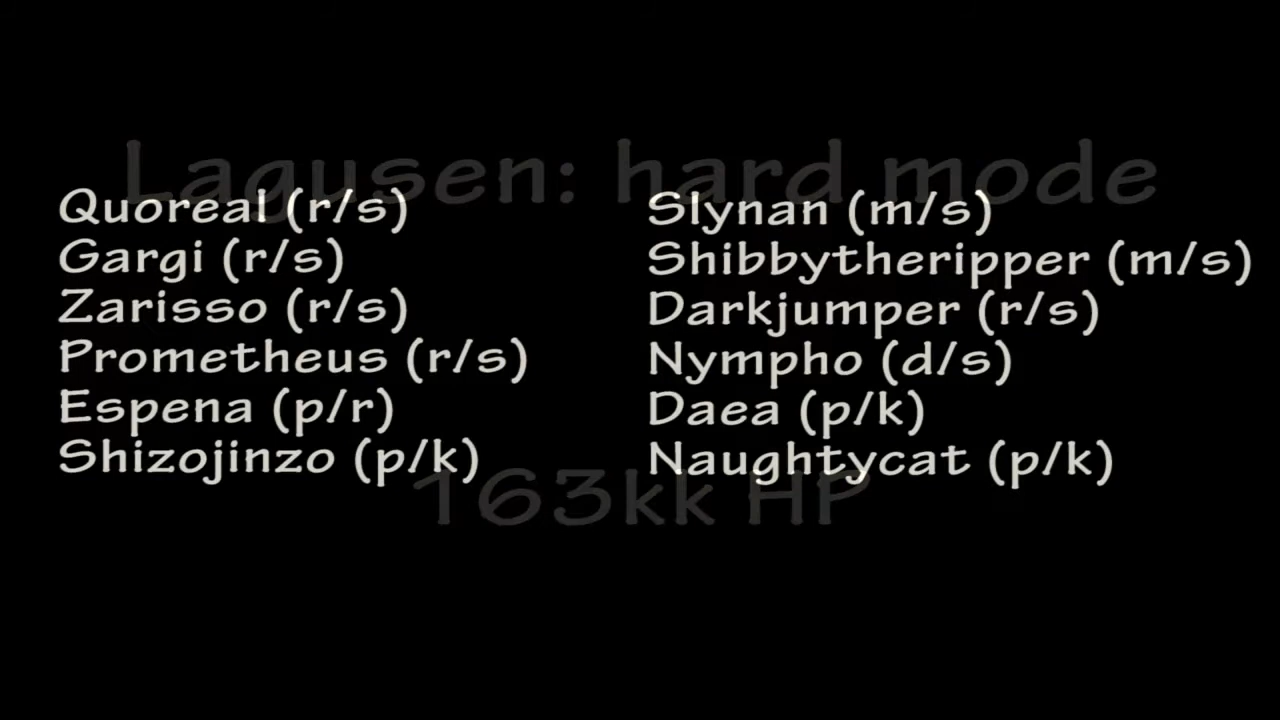 Lagusen: hard mode
Quoreal (r/s)
Gargi (r/s)
Zarisso (r/s)
Prometheus (r/s)
Espena (p/r)
Shizojinzo (p/k)
Slynan (m/s)
Shibbytheripper (m/s)
Darkjumper (r/s)
Nympho (d/s)
Daea (p/k)
Naughtycat (p/k)
163kk HP